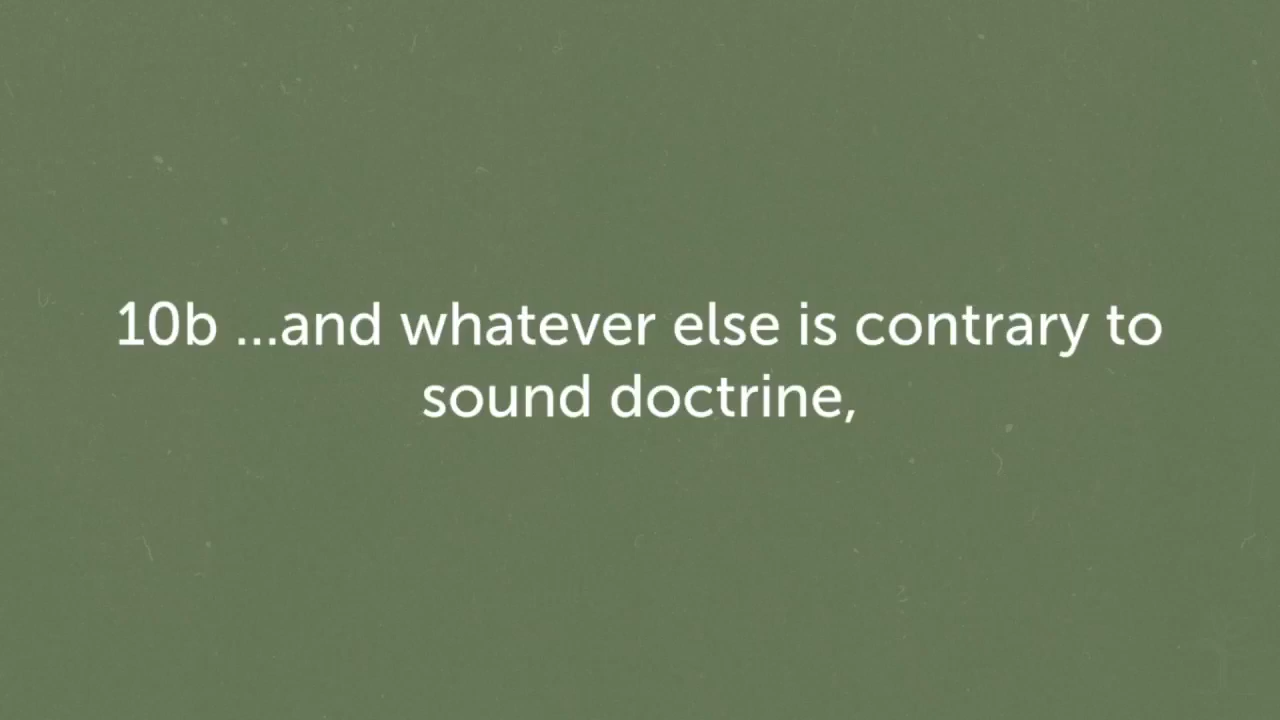 10b ...and whatever else is contrary to
sound doctrine,